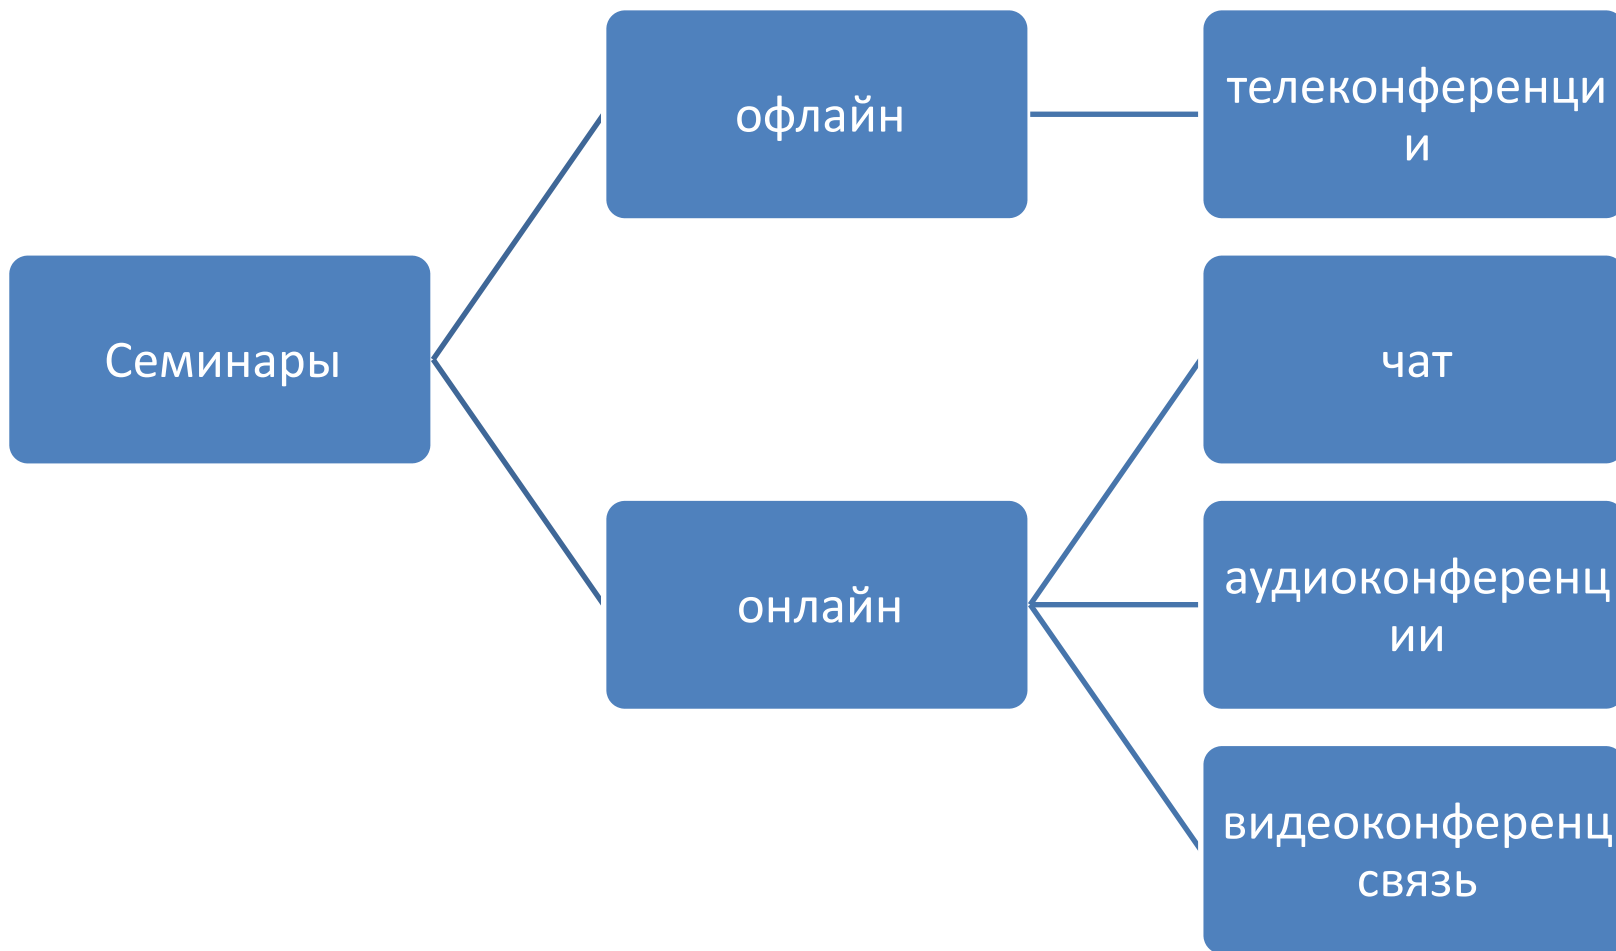 офлайн
телеконференци
и
Семинары
чат
онлайн
аудиоконференц
ии
видеоконференц
связь